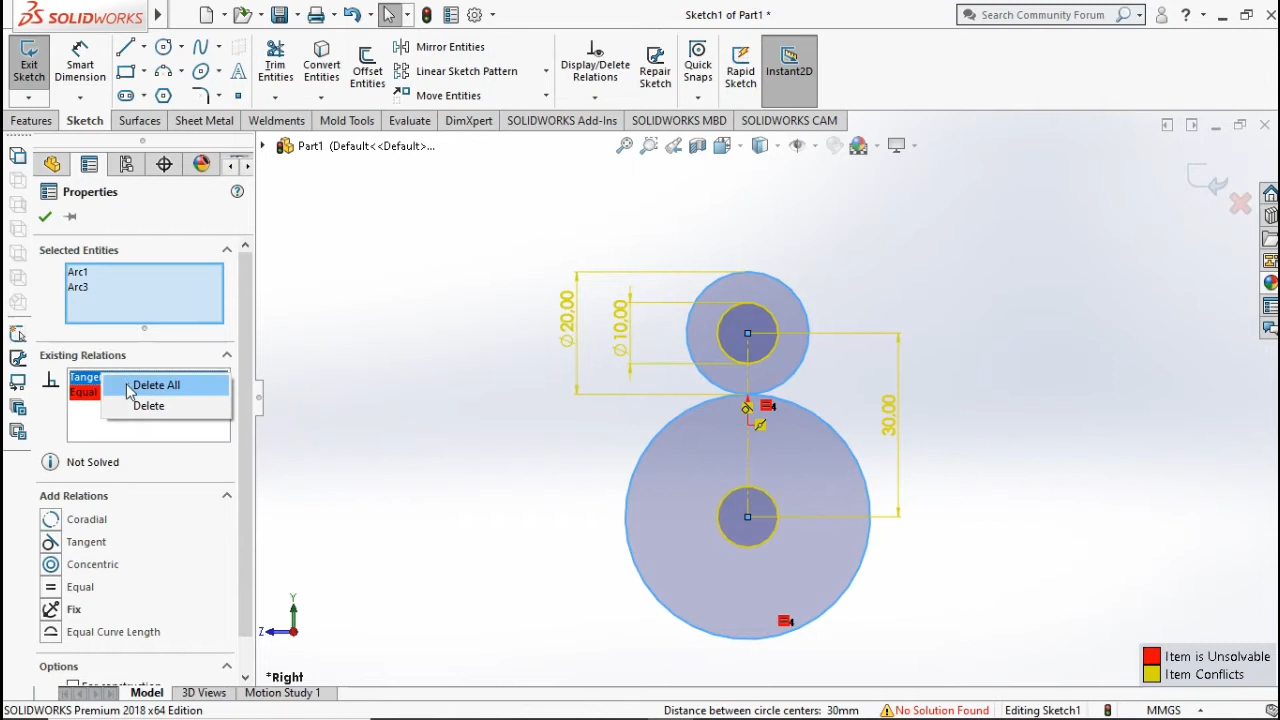 SOLIDWORKS
Sketch1 of Part1 *
Search Community Forum
?
Exit Sketch
Smart Dimension
Trim Entities
Convert Entities
Offset Entities
Mirror Entities
Linear Sketch Pattern
Move Entities
Display/Delete Relations
Repair Sketch
Quick Snaps
Rapid Sketch
Instant2D
Features
Sketch
Surfaces
Sheet Metal
Weldments
Mold Tools
Evaluate
DimXpert
SOLIDWORKS Add-Ins
SOLIDWORKS MBD
SOLIDWORKS CAM
Part1 (Default<<Default>...
Properties
?
Selected Entities
Arc1
Arc3
Existing Relations
Tangen
Equal
Delete All
Delete
Not Solved
Add Relations
Coradial
Tangent
Concentric
Equal
Fix
Equal Curve Length
Options
∅20,00
∅10,00
30,00
4
4
Y
Z
*Right
Item is Unsolvable
Item Conflicts
Model
3D Views
Motion Study 1
SOLIDWORKS Premium 2018 x64 Edition
Distance between circle centers: 30mm
No Solution Found
Editing Sketch1
MMGS